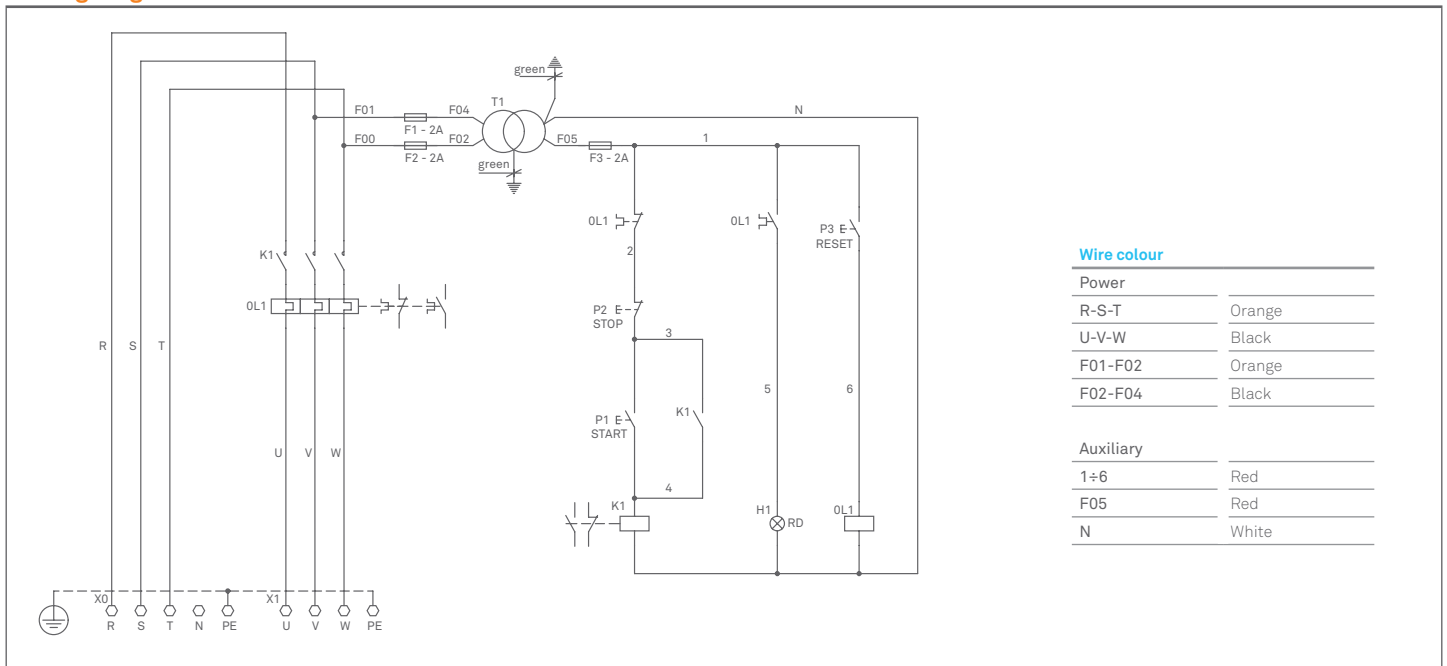 green
T1
F01
F04
N
F1 - 2A
F00
F02
F05
1
F2 - 2A
F3 - 2A
green
0L1
0L1
P3
RESET
K1
2
0L1
P2
STOP
3
R
S
T
5
6
P1
START
K1
U
V
W
4
K1
H1
RD
0L1
X0
X1
R
S
T
N
PE
U
V
W
PE
Wire colour
Power
R-S-T Orange
U-V-W Black
F01-F02 Orange
F02-F04 Black
Auxiliary
1÷6 Red
F05 Red
N White